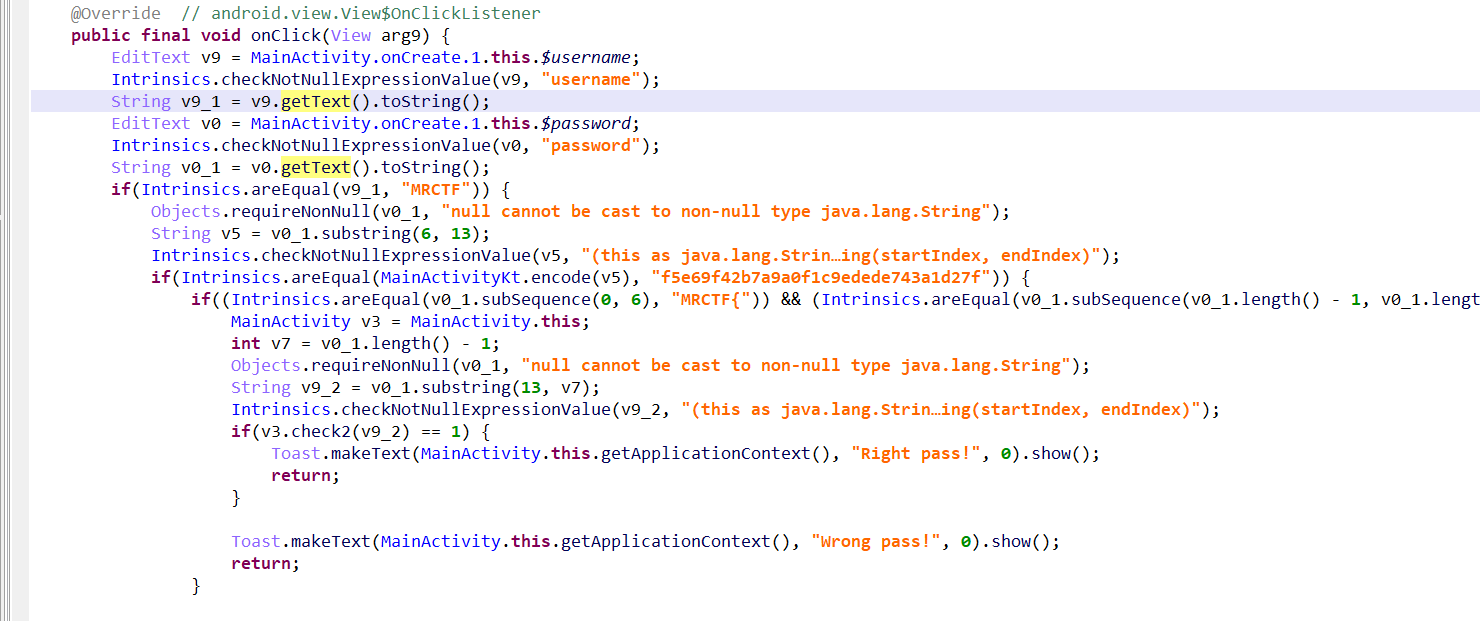 @Override  // android.view.View$OnClickListener
public final void onClick(View arg9) {
    EditText v9 = MainActivity.onCreate.1.this.$username;
    Intrinsics.checkNotNullExpressionValue(v9, "username");
    String v9_1 = v9.getText().toString();
    EditText v0 = MainActivity.onCreate.1.this.$password;
    Intrinsics.checkNotNullExpressionValue(v0, "password");
    String v0_1 = v0.getText().toString();
    if(Intrinsics.areEqual(v9_1, "MRCTF")) {
        Objects.requireNonNull(v0_1, "null cannot be cast to non-null type java.lang.String");
        String v5 = v0_1.substring(6, 13);
        Intrinsics.checkNotNullExpressionValue(v5, "(this as java.lang.Strin…ing(startIndex, endIndex)");
        if(Intrinsics.areEqual(MainActivityKt.encode(v5), "f5e69f42b7a9a0f1c9edede743a1d27f")) {
            if((Intrinsics.areEqual(v0_1.subSequence(0, 6), "MRCTF{")) && (Intrinsics.areEqual(v0_1.subSequence(v0_1.length() - 1, v0_1.lengt
                MainActivity v3 = MainActivity.this;
                int v7 = v0_1.length() - 1;
                Objects.requireNonNull(v0_1, "null cannot be cast to non-null type java.lang.String");
                String v9_2 = v0_1.substring(13, v7);
                Intrinsics.checkNotNullExpressionValue(v9_2, "(this as java.lang.Strin…ing(startIndex, endIndex)");
                if(v3.check2(v9_2) == 1) {
                    Toast.makeText(MainActivity.this.getApplicationContext(), "Right pass!", 0).show();
                    return;
                }

                Toast.makeText(MainActivity.this.getApplicationContext(), "Wrong pass!", 0).show();
                return;
            }